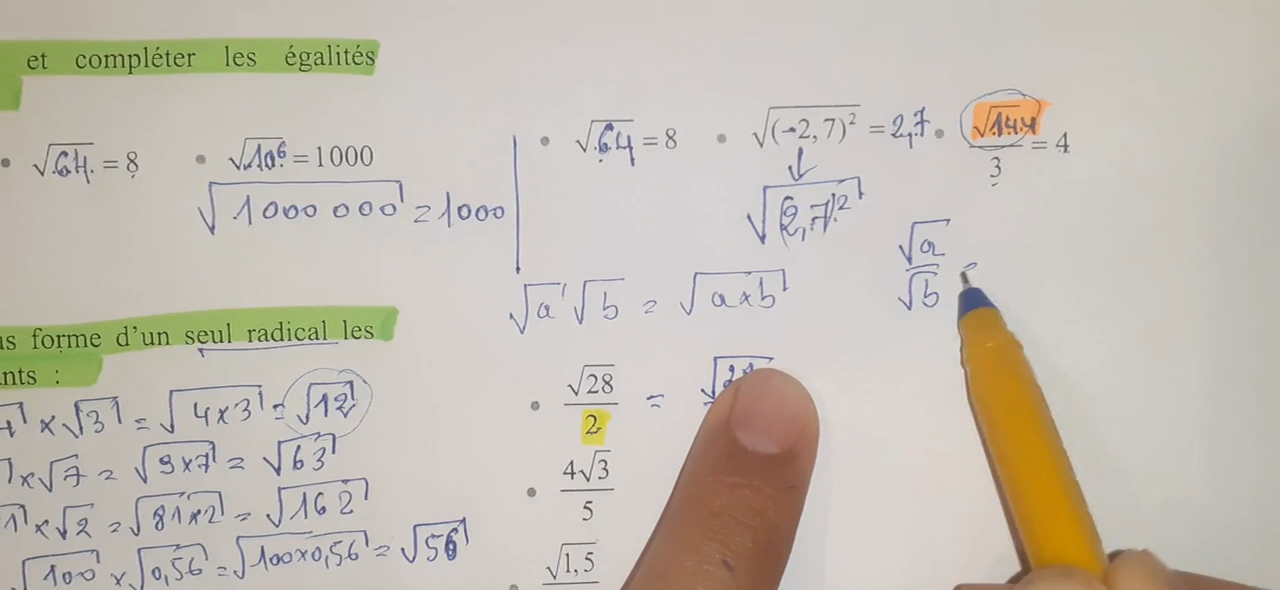 et compléter les égalités
• √64 = 8 • √10⁶ = 1000 • √64 = 8 • √(-2,7)² = 2,7 • √144/3 = 4
√1000 000 = 1000 √(2,7)²
√a √b = √a×b √a/√b =
s forme d'un seul radical les
nts :
× √3 = √4×3 = √12 • √28/2 =
× √7 = √9×7 = √63
• 4√3/5
× √2 = √81×2 = √162
√100 × √0,56 = √100×0,56 = √56 • √1,5